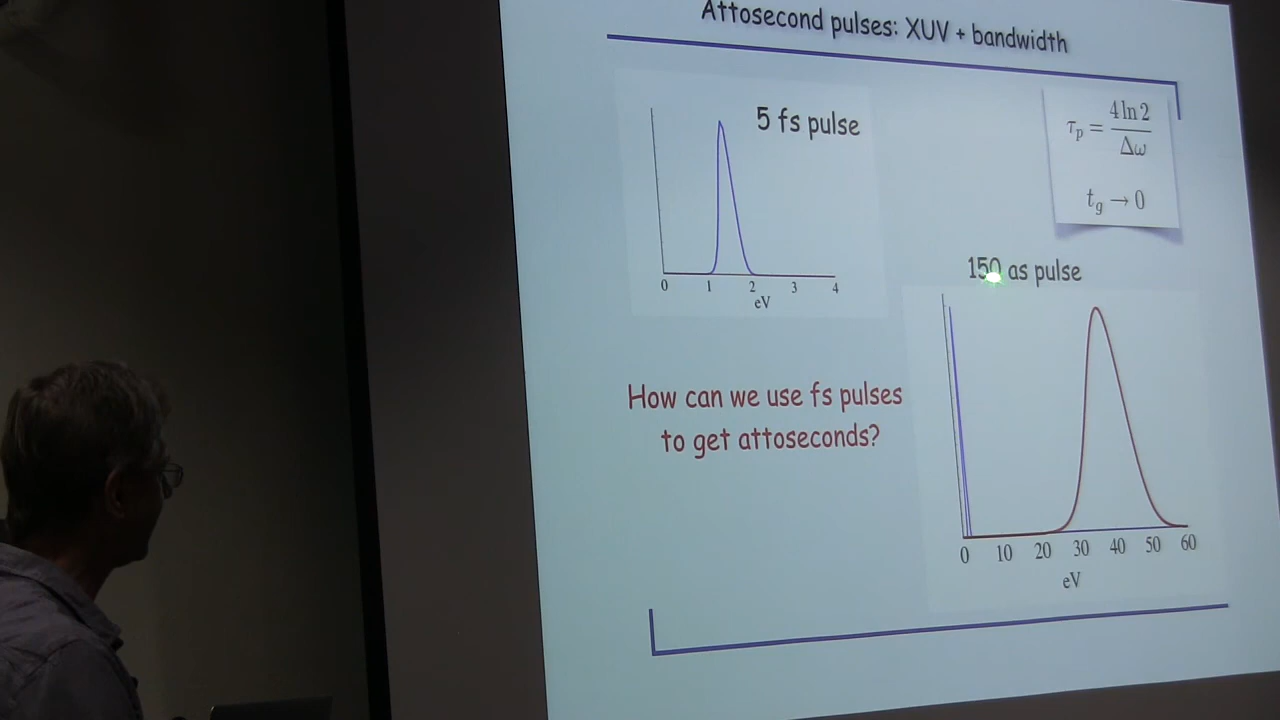 Attosecond pulses: XUV + bandwidth
5 fs pulse
0 1 2 3 4
eV
τp = 4 ln 2 / Δω
tg → 0
150 as pulse
How can we use fs pulses
to get attoseconds?
0 10 20 30 40 50 60
eV